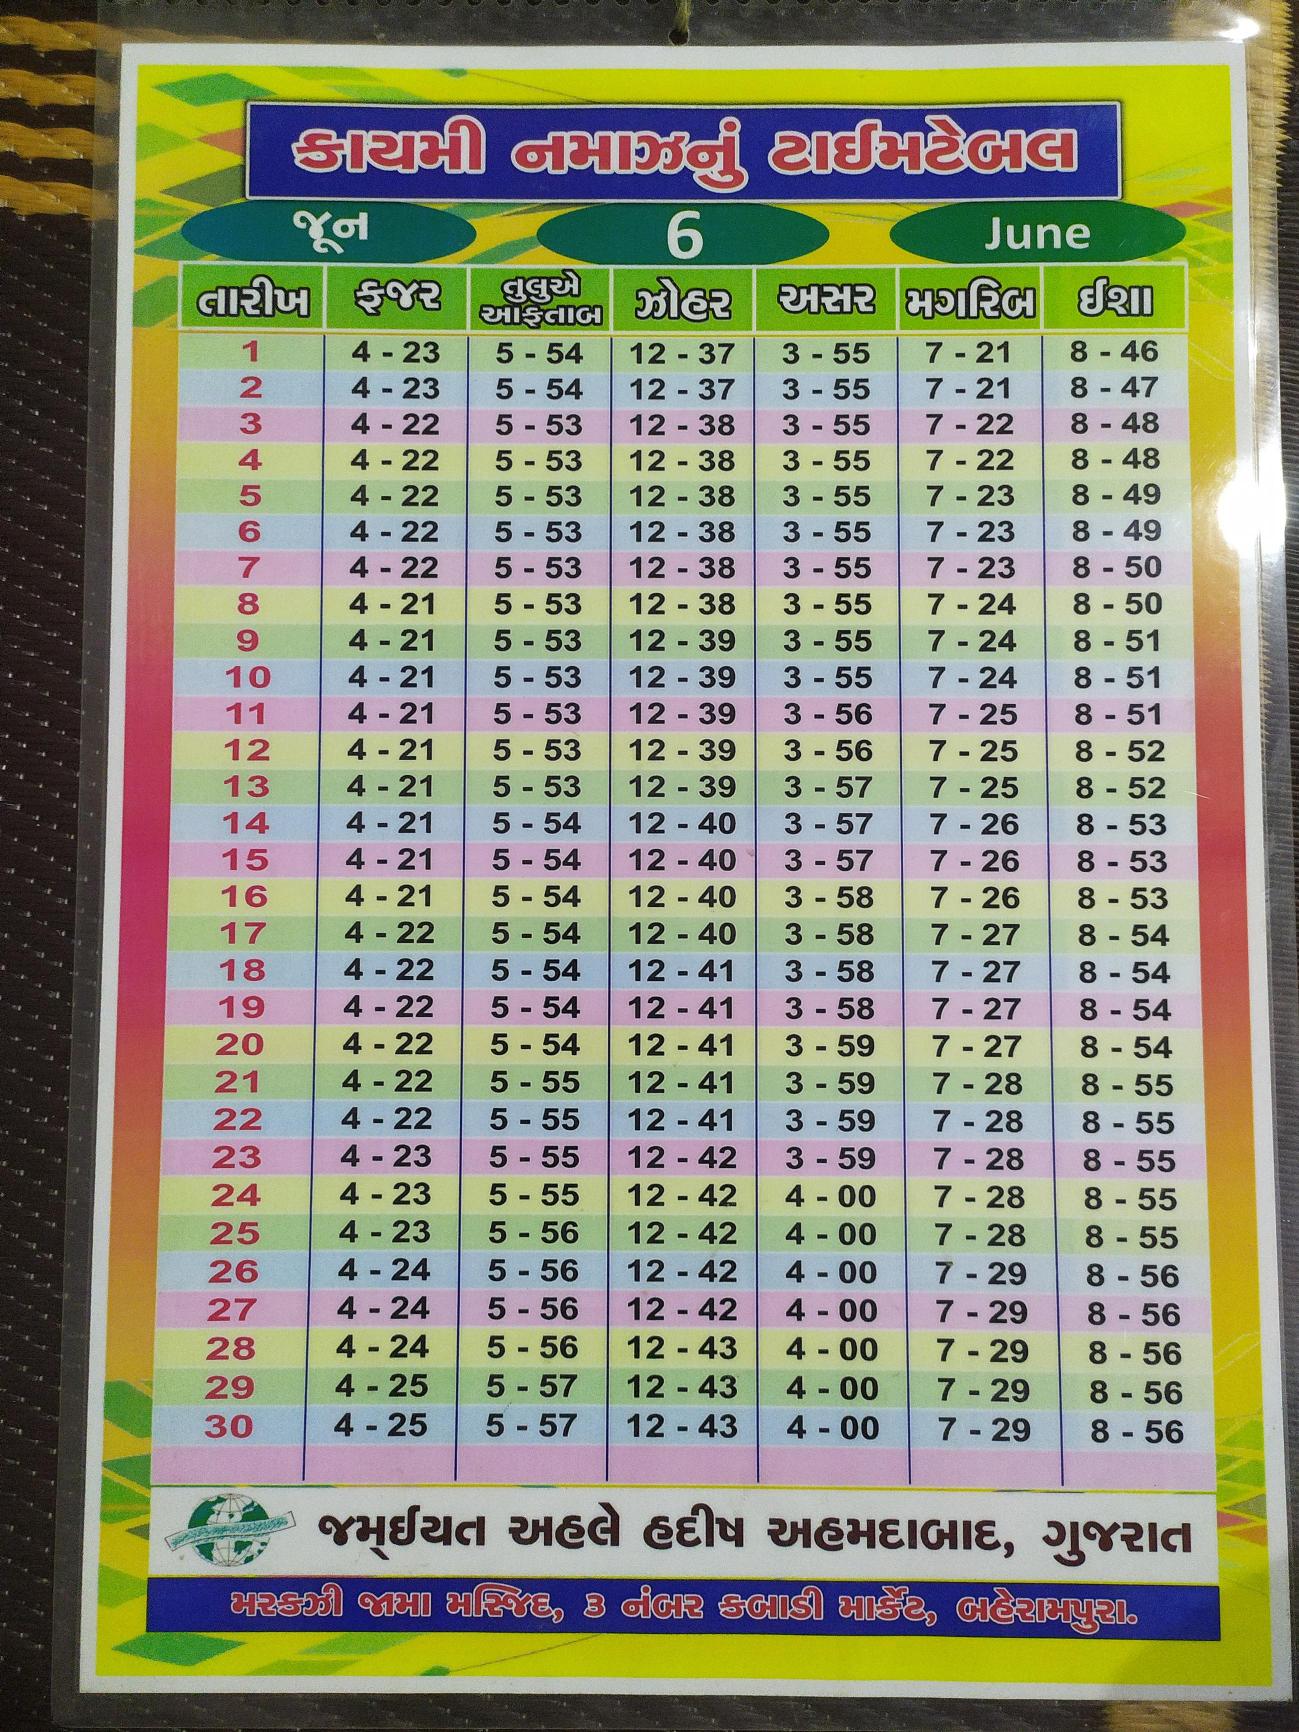 કાયમી નમાઝનું ટાઈમટેબલ
જૂન 6 June
તારીખ ફજર તુલુએ આફતાબ ઝોહર અસર મગરિબ ઈશા
1 4 - 23 5 - 54 12 - 37 3 - 55 7 - 21 8 - 46
2 4 - 23 5 - 54 12 - 37 3 - 55 7 - 21 8 - 47
3 4 - 22 5 - 53 12 - 38 3 - 55 7 - 22 8 - 48
4 4 - 22 5 - 53 12 - 38 3 - 55 7 - 22 8 - 48
5 4 - 22 5 - 53 12 - 38 3 - 55 7 - 23 8 - 49
6 4 - 22 5 - 53 12 - 38 3 - 55 7 - 23 8 - 49
7 4 - 22 5 - 53 12 - 38 3 - 55 7 - 23 8 - 50
8 4 - 21 5 - 53 12 - 38 3 - 55 7 - 24 8 - 50
9 4 - 21 5 - 53 12 - 39 3 - 55 7 - 24 8 - 51
10 4 - 21 5 - 53 12 - 39 3 - 55 7 - 24 8 - 51
11 4 - 21 5 - 53 12 - 39 3 - 56 7 - 25 8 - 51
12 4 - 21 5 - 53 12 - 39 3 - 56 7 - 25 8 - 52
13 4 - 21 5 - 53 12 - 39 3 - 57 7 - 25 8 - 52
14 4 - 21 5 - 54 12 - 40 3 - 57 7 - 26 8 - 53
15 4 - 21 5 - 54 12 - 40 3 - 57 7 - 26 8 - 53
16 4 - 21 5 - 54 12 - 40 3 - 58 7 - 26 8 - 53
17 4 - 22 5 - 54 12 - 40 3 - 58 7 - 27 8 - 54
18 4 - 22 5 - 54 12 - 41 3 - 58 7 - 27 8 - 54
19 4 - 22 5 - 54 12 - 41 3 - 58 7 - 27 8 - 54
20 4 - 22 5 - 54 12 - 41 3 - 59 7 - 27 8 - 54
21 4 - 22 5 - 55 12 - 41 3 - 59 7 - 28 8 - 55
22 4 - 22 5 - 55 12 - 41 3 - 59 7 - 28 8 - 55
23 4 - 23 5 - 55 12 - 42 3 - 59 7 - 28 8 - 55
24 4 - 23 5 - 55 12 - 42 4 - 00 7 - 28 8 - 55
25 4 - 23 5 - 56 12 - 42 4 - 00 7 - 28 8 - 55
26 4 - 24 5 - 56 12 - 42 4 - 00 7 - 29 8 - 56
27 4 - 24 5 - 56 12 - 42 4 - 00 7 - 29 8 - 56
28 4 - 24 5 - 56 12 - 43 4 - 00 7 - 29 8 - 56
29 4 - 25 5 - 57 12 - 43 4 - 00 7 - 29 8 - 56
30 4 - 25 5 - 57 12 - 43 4 - 00 7 - 29 8 - 56
જમ્ઈયત અહલે હદીષ અહમદાબાદ, ગુજરાત
મરકઝી જામા મસ્જિદ, ૩ નંબર કબાડી માર્કેટ, બહેરામપુરા.